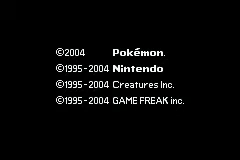 ©2004 Pokémon.
©1995-2004 Nintendo
©1995-2004 Creatures Inc.
©1995-2004 GAME FREAK inc.